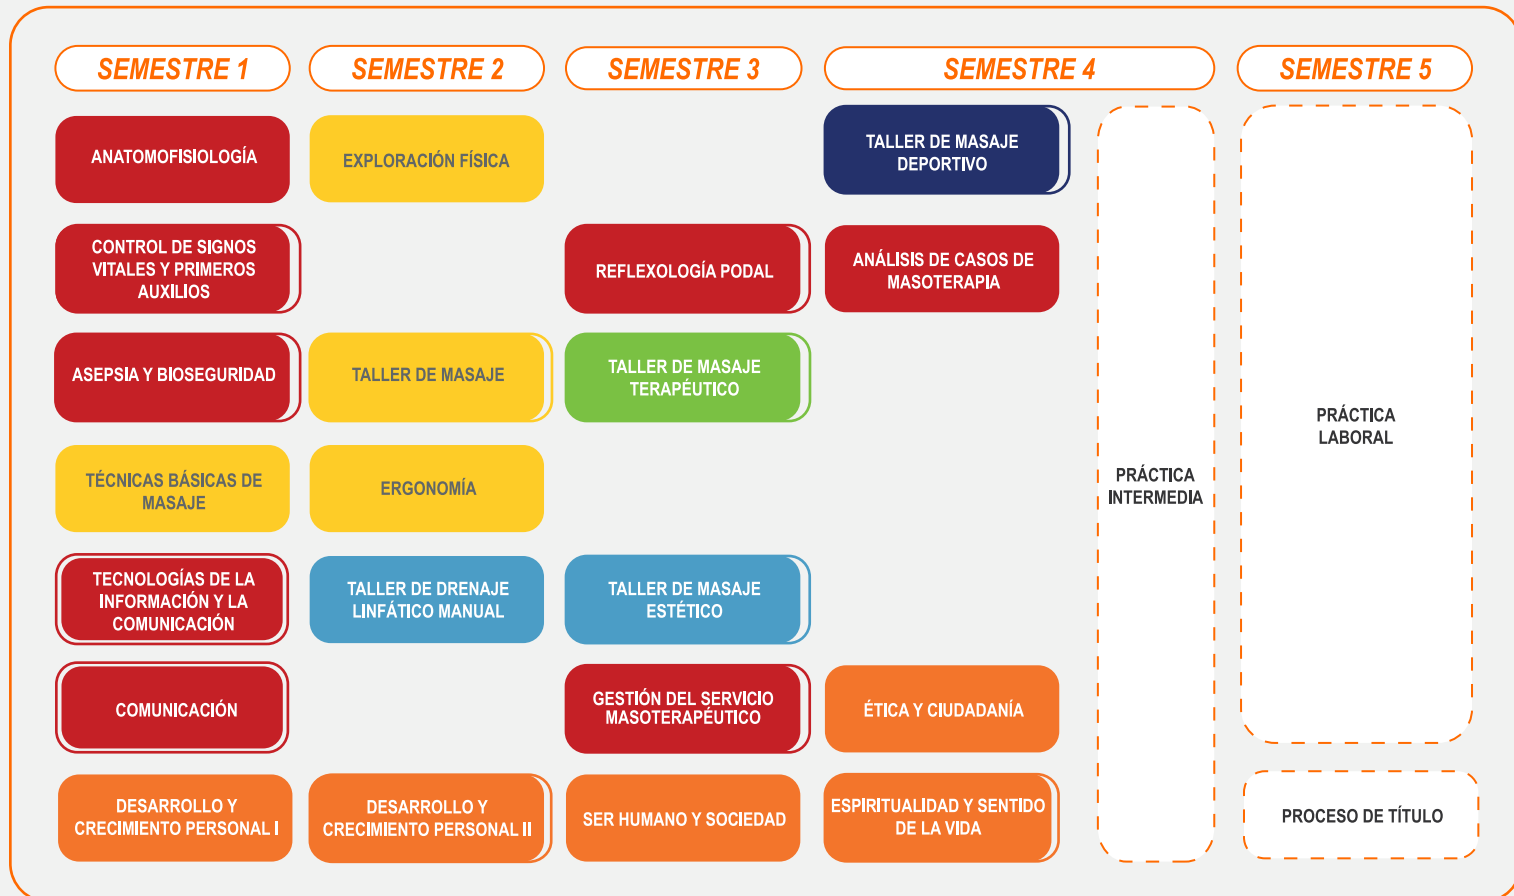 SEMESTRE 1
SEMESTRE 2
SEMESTRE 3
SEMESTRE 4
SEMESTRE 5
ANATOMOFISIOLOGÍA
CONTROL DE SIGNOS
VITALES Y PRIMEROS
AUXILIOS
ASEPSIA Y BIOSEGURIDAD
TÉCNICAS BÁSICAS DE
MASAJE
TECNOLOGÍAS DE LA
INFORMACIÓN Y LA
COMUNICACIÓN
COMUNICACIÓN
DESARROLLO Y
CRECIMIENTO PERSONAL I
EXPLORACIÓN FÍSICA
TALLER DE MASAJE
ERGONOMÍA
TALLER DE DRENAJE
LINFÁTICO MANUAL
DESARROLLO Y
CRECIMIENTO PERSONAL II
REFLEXOLOGÍA PODAL
TALLER DE MASAJE
TERAPÉUTICO
TALLER DE MASAJE
ESTÉTICO
GESTIÓN DEL SERVICIO
MASOTERAPÉUTICO
SER HUMANO Y SOCIEDAD
TALLER DE MASAJE
DEPORTIVO
ANÁLISIS DE CASOS DE
MASOTERAPIA
ÉTICA Y CIUDADANÍA
ESPIRITUALIDAD Y SENTIDO
DE LA VIDA
PRÁCTICA
INTERMEDIA
PRÁCTICA
LABORAL
PROCESO DE TÍTULO